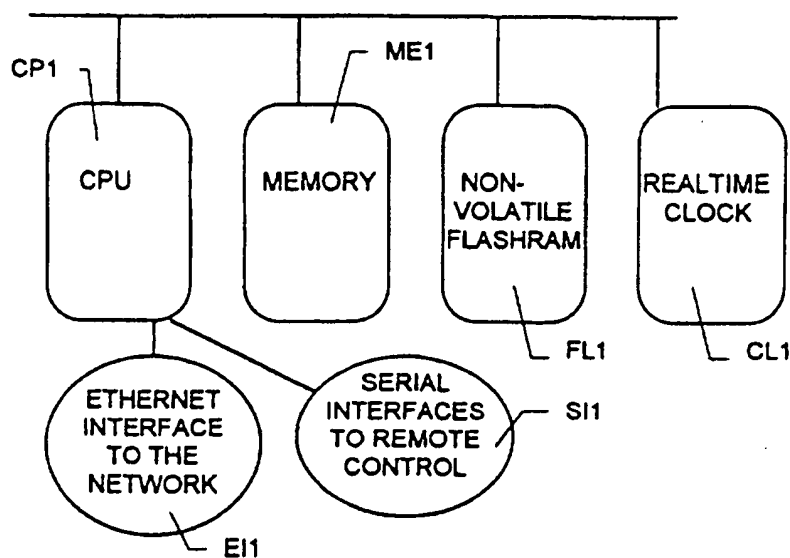 CP1
ME1
CPU
MEMORY
NON-
VOLATILE
FLASHRAM
REALTIME
CLOCK
FL1
CL1
ETHERNET
INTERFACE
TO THE
NETWORK
SERIAL
INTERFACES
TO REMOTE
CONTROL
SI1
EI1